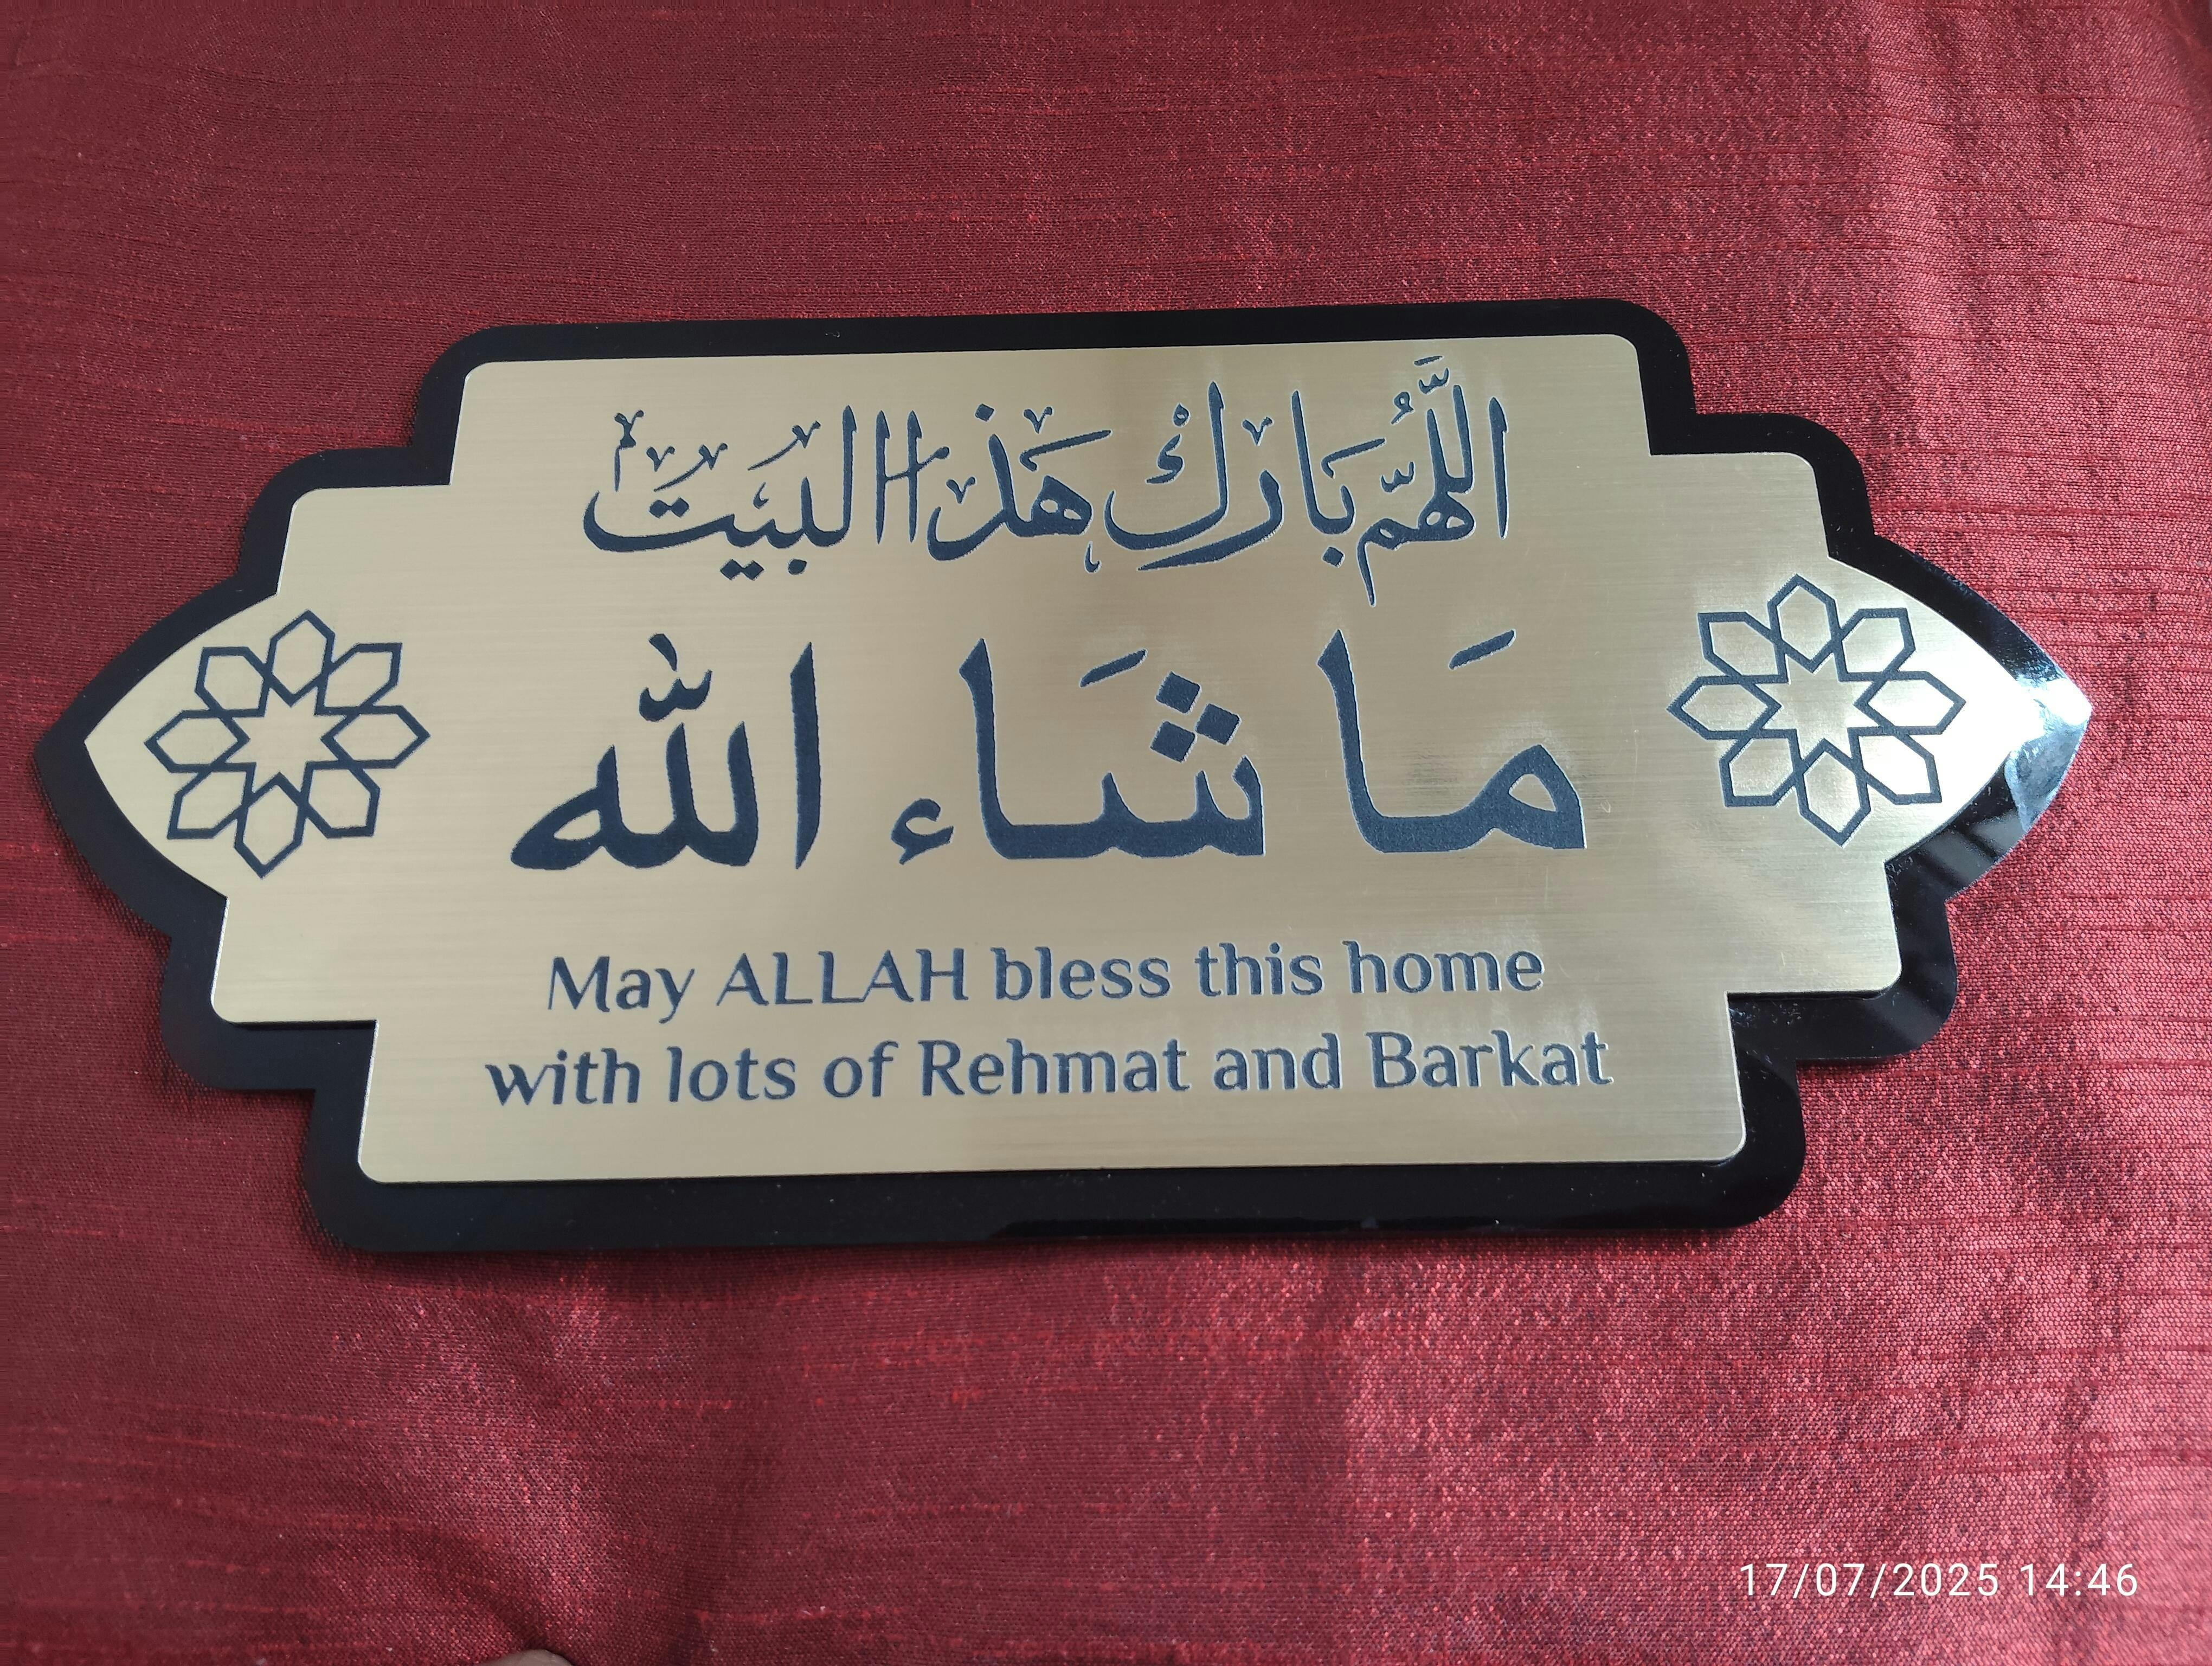 اللَّهُمَّ بَارِكْ هَذَا البَيْت
مَا شَاء اللّٰه
May ALLAH bless this home
with lots of Rehmat and Barkat
17/07/2025 14:46